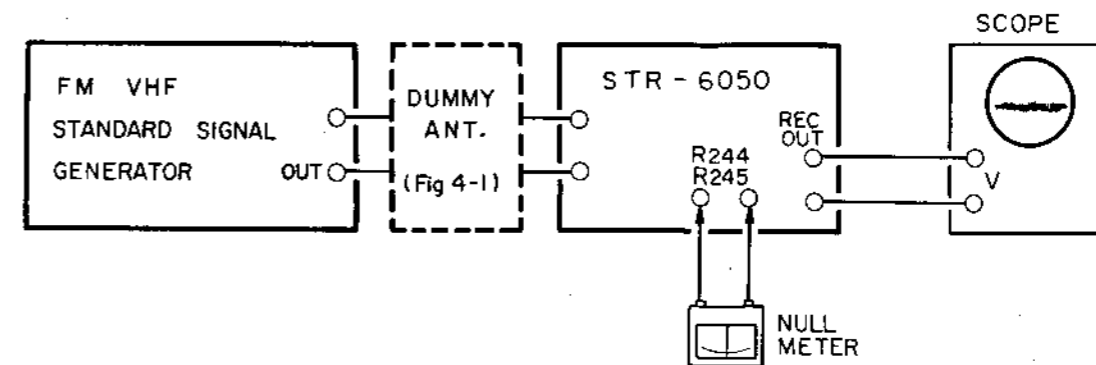 FM VHF
STANDARD SIGNAL
GENERATOR
OUT
DUMMY
ANT.
(Fig 4-1)
STR-6050
REC
OUT
R244
R245
SCOPE
V
NULL
METER